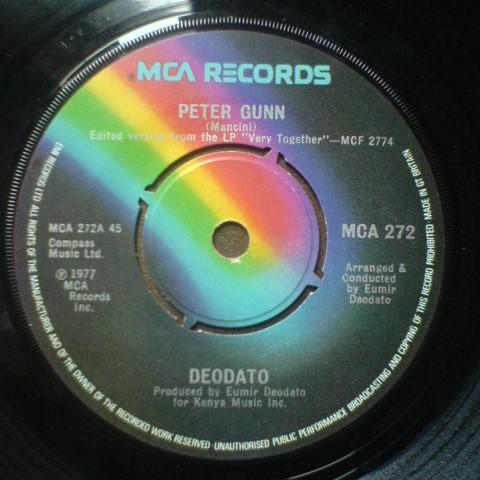 MCA RECORDS
PETER GUNN
(Mancini)
Edited version from the LP "Very Together"—MCF 2774
MCA 272A 45
Compass
Music Ltd.
Ⓟ 1977
MCA
Records
Inc.
MCA 272
Arranged &
Conducted
by Eumir
Deodato
DEODATO
Produced by Eumir Deodato
for Kenya Music Inc.
EMI RECORDS LTD ALL RIGHTS OF THE MANUFACTURER AND OF THE OWNER OF THE RECORDED WORK RESERVED·UNAUTHORISED PUBLIC PERFORMANCE BROADCASTING AND COPYING OF THIS RECORD PROHIBITED MADE IN GT BRITAIN